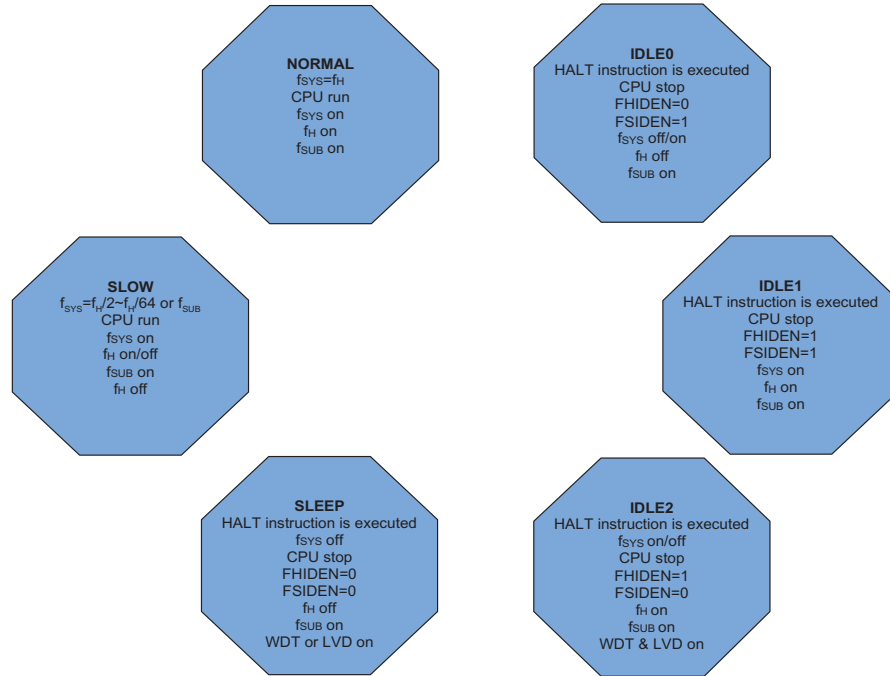 NORMAL
fSYS=fH
CPU run
fSYS on
fH on
fSUB on
IDLE0
HALT instruction is executed
CPU stop
FHIDEN=0
FSIDEN=1
fSYS off/on
fH off
fSUB on
SLOW
fSYS=fH/2~fH/64 or fSUB
CPU run
fSYS on
fH on/off
fSUB on
fH off
IDLE1
HALT instruction is executed
CPU stop
FHIDEN=1
FSIDEN=1
fSYS on
fH on
fSUB on
SLEEP
HALT instruction is executed
fSYS off
CPU stop
FHIDEN=0
FSIDEN=0
fH off
fSUB on
WDT or LVD on
IDLE2
HALT instruction is executed
fSYS on/off
CPU stop
FHIDEN=1
FSIDEN=0
fH on
fSUB on
WDT & LVD on